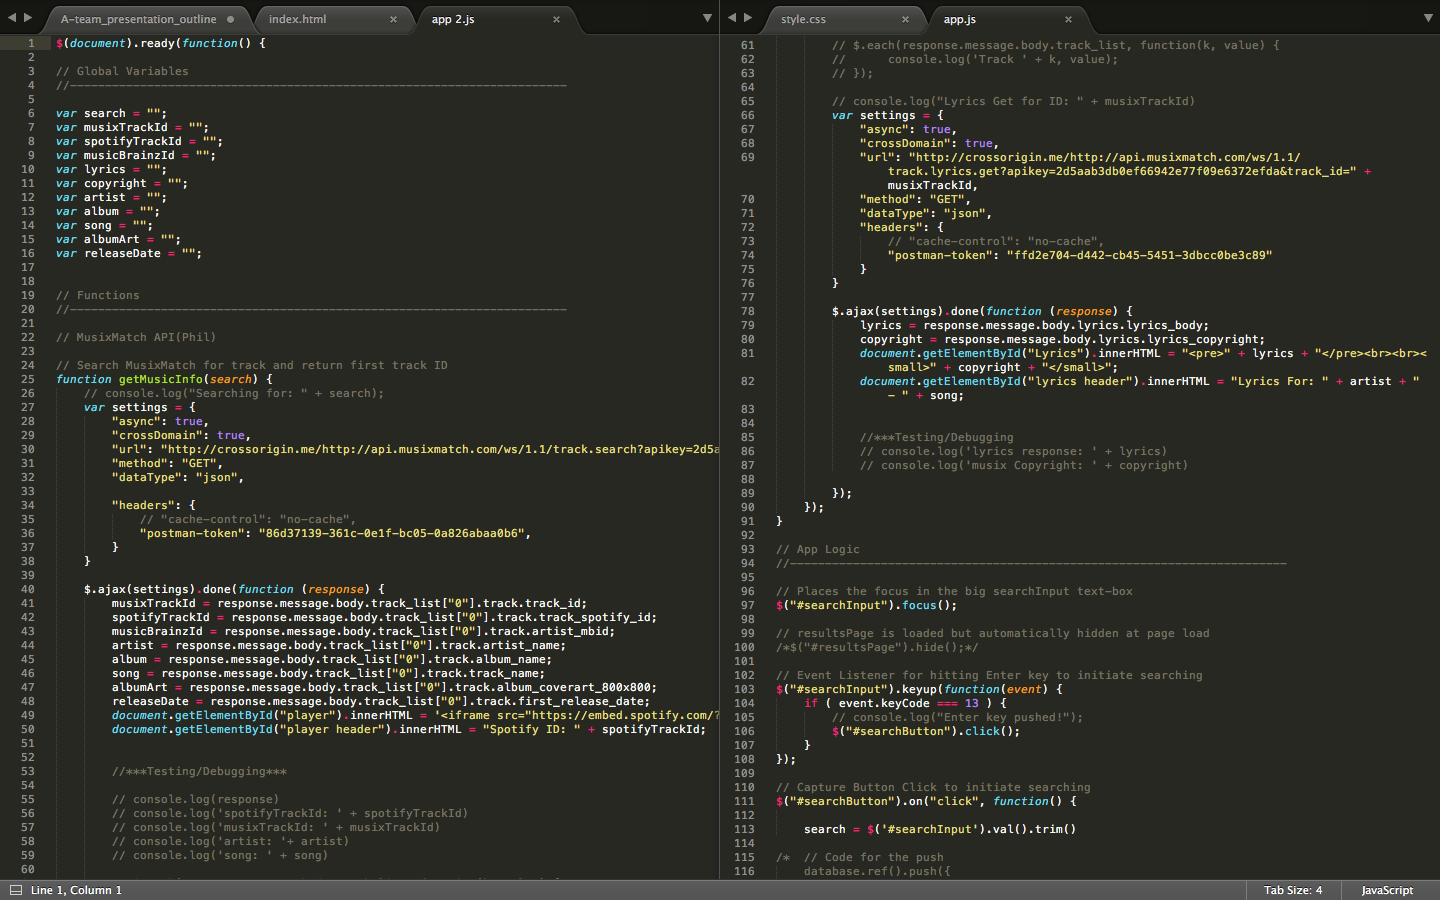 A-team_presentation_outline
index.html
app 2.js
style.css
app.js
1 $(document).ready(function() {
2
3 // Global Variables
4 //-----------------------------------------------------------------------
5
6 var search = "";
7 var musixTrackId = "";
8 var spotifyTrackId = "";
9 var musicBrainzId = "";
10 var lyrics = "";
11 var copyright = "";
12 var artist = "";
13 var album = "";
14 var song = "";
15 var albumArt = "";
16 var releaseDate = "";
17
18
19 // Functions
20 //-----------------------------------------------------------------------
21
22 // MusixMatch API(Phil)
23
24 // Search MusixMatch for track and return first track ID
25 function getMusicInfo(search) {
26 // console.log("Searching for: " + search);
27 var settings = {
28 "async": true,
29 "crossDomain": true,
30 "url": "http://crossorigin.me/http://api.musixmatch.com/ws/1.1/track.search?apikey=2d5a
31 "method": "GET",
32 "dataType": "json",
33
34 "headers": {
35 // "cache-control": "no-cache",
36 "postman-token": "86d37139-361c-0e1f-bc05-0a826abaa0b6",
37 }
38 }
39
40 $.ajax(settings).done(function (response) {
41 musixTrackId = response.message.body.track_list["0"].track.track_id;
42 spotifyTrackId = response.message.body.track_list["0"].track.track_spotify_id;
43 musicBrainzId = response.message.body.track_list["0"].track.artist_mbid;
44 artist = response.message.body.track_list["0"].track.artist_name;
45 album = response.message.body.track_list["0"].track.album_name;
46 song = response.message.body.track_list["0"].track.track_name;
47 albumArt = response.message.body.track_list["0"].track.album_coverart_800x800;
48 releaseDate = response.message.body.track_list["0"].track.first_release_date;
49 document.getElementById("player").innerHTML = '<iframe src="https://embed.spotify.com/?
50 document.getElementById("player header").innerHTML = "Spotify ID: " + spotifyTrackId;
51
52
53 //***Testing/Debugging***
54
55 // console.log(response)
56 // console.log('spotifyTrackId: ' + spotifyTrackId)
57 // console.log('musixTrackId: ' + musixTrackId)
58 // console.log('artist: '+ artist)
59 // console.log('song: ' + song)
60
61 // $.each(response.message.body.track_list, function(k, value) {
62 // console.log('Track ' + k, value);
63 // });
64
65 // console.log("Lyrics Get for ID: " + musixTrackId)
66 var settings = {
67 "async": true,
68 "crossDomain": true,
69 "url": "http://crossorigin.me/http://api.musixmatch.com/ws/1.1/
track.lyrics.get?apikey=2d5aab3db0ef66942e77f09e6372efda&track_id=" +
musixTrackId,
70 "method": "GET",
71 "dataType": "json",
72 "headers": {
73 // "cache-control": "no-cache",
74 "postman-token": "ffd2e704-d442-cb45-5451-3dbcc0be3c89"
75 }
76 }
77
78 $.ajax(settings).done(function (response) {
79 lyrics = response.message.body.lyrics.lyrics_body;
80 copyright = response.message.body.lyrics.lyrics_copyright;
81 document.getElementById("Lyrics").innerHTML = "<pre>" + lyrics + "</pre><br><br><
small>" + copyright + "</small>";
82 document.getElementById("lyrics header").innerHTML = "Lyrics For: " + artist + "
– " + song;
83
84
85 //***Testing/Debugging
86 // console.log('lyrics response: ' + lyrics)
87 // console.log('musix Copyright: ' + copyright)
88
89 });
90 });
91 }
92
93 // App Logic
94 //-----------------------------------------------------------------------
95
96 // Places the focus in the big searchInput text-box
97 $("#searchInput").focus();
98
99 // resultsPage is loaded but automatically hidden at page load
100 /*$("#resultsPage").hide();*/
101
102 // Event Listener for hitting Enter key to initiate searching
103 $("#searchInput").keyup(function(event) {
104 if ( event.keyCode === 13 ) {
105 // console.log("Enter key pushed!");
106 $("#searchButton").click();
107 }
108 });
109
110 // Capture Button Click to initiate searching
111 $("#searchButton").on("click", function() {
112
113 search = $('#searchInput').val().trim()
114
115 /* // Code for the push
116 database.ref().push({
Line 1, Column 1
Tab Size: 4
JavaScript